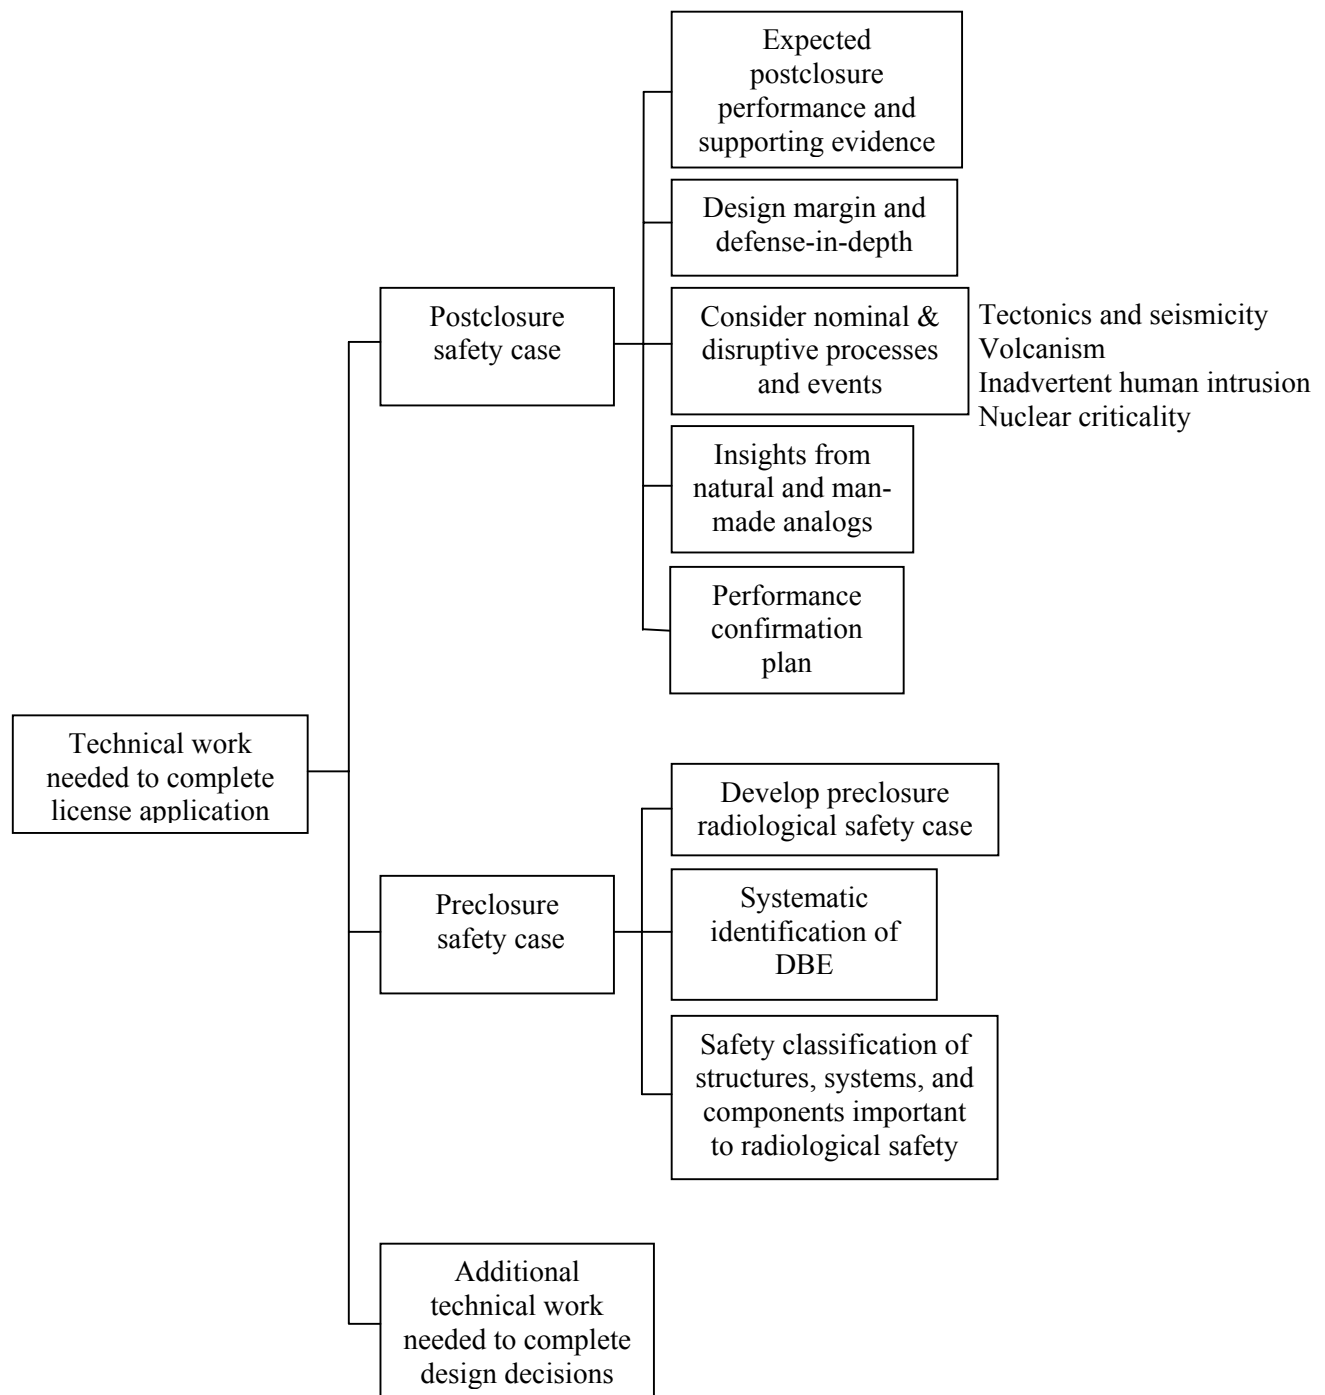 Expected
postclosure
performance and
supporting evidence
Design margin and
defense-in-depth
Postclosure
safety case
Consider nominal &
disruptive processes
and events
Tectonics and seismicity
Volcanism
Inadvertent human intrusion
Nuclear criticality
Insights from
natural and man-
made analogs
Performance
confirmation
plan
Technical work
needed to complete
license application
Develop preclosure
radiological safety case
Preclosure
safety case
Systematic
identification of
DBE
Safety classification of
structures, systems, and
components important
to radiological safety
Additional
technical work
needed to complete
design decisions